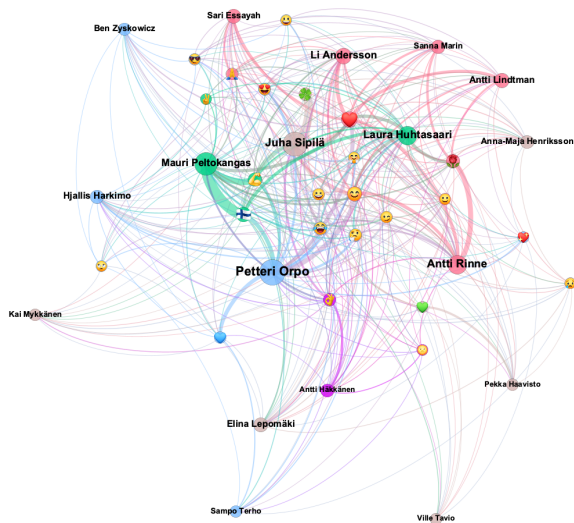 Sari Essayah
Ben Zyskowicz
Sanna Marin
Li Andersson
Antti Lindtman
Laura Huhtasaari
Anna-Maja Henriksson
Juha Sipilä
Mauri Peltokangas
Hjallis Harkimo
Antti Rinne
Petteri Orpo
Kai Mykkänen
Antti Häkkänen
Pekka Haavisto
Elina Lepomäki
Sampo Terho
Ville Tavio